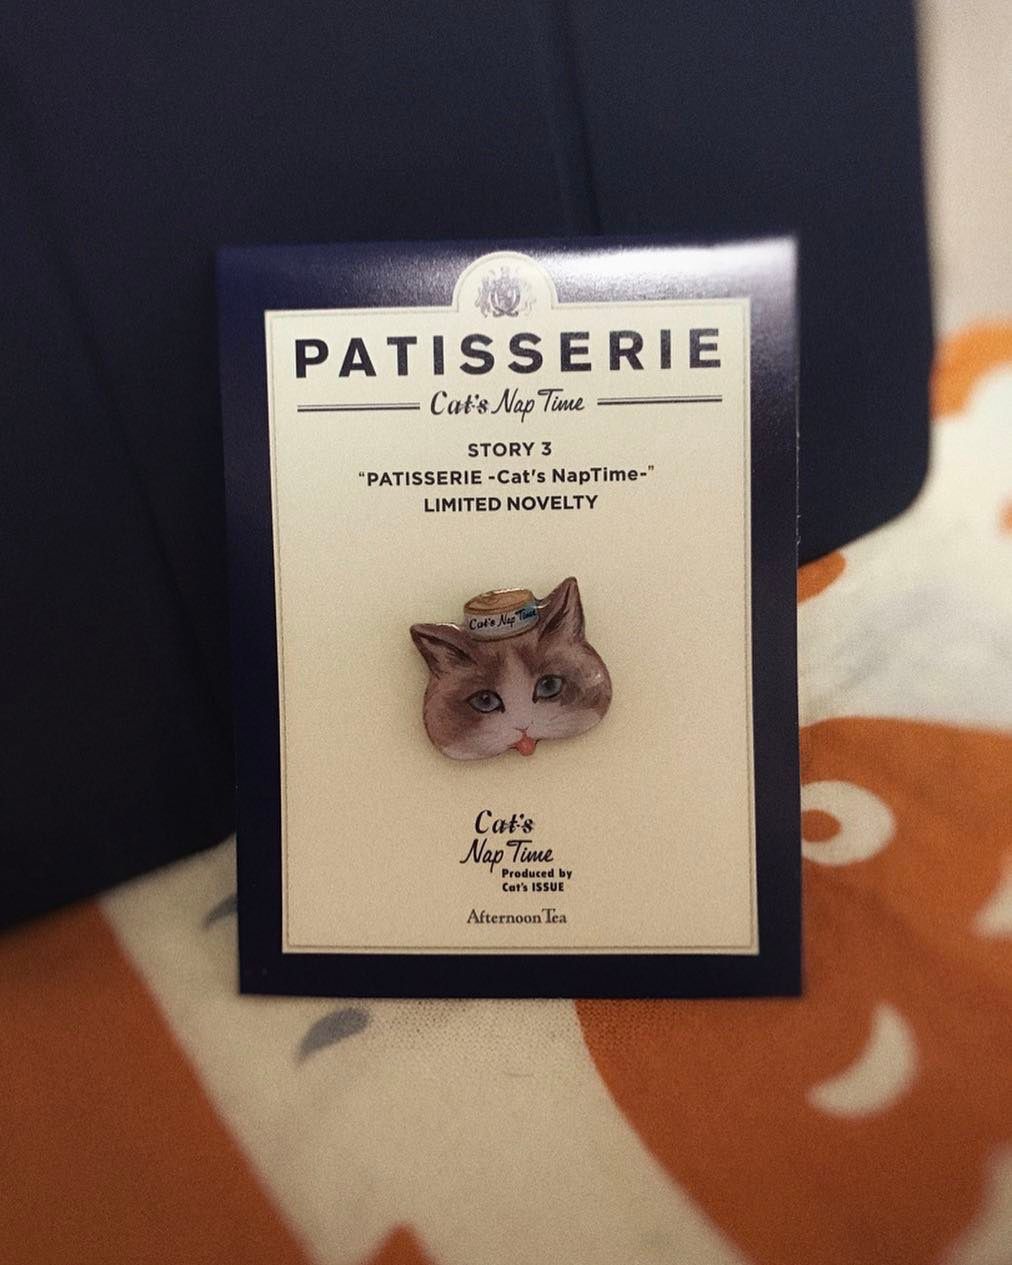 PATISSERIE
Cat's Nap Time
STORY 3
"PATISSERIE -Cat's NapTime-"
LIMITED NOVELTY
Cat's Nap Time
Cat's
Nap Time
Produced by
Cat's ISSUE
Afternoon Tea